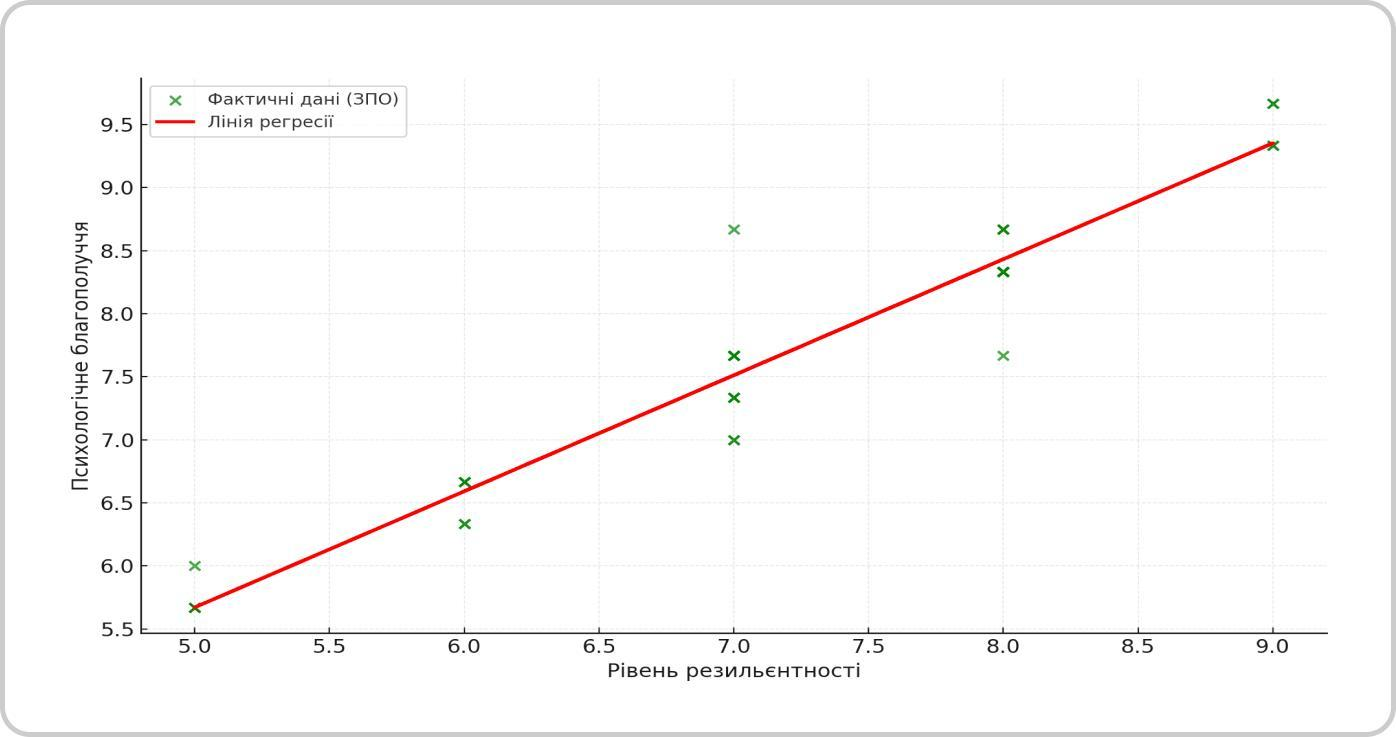 Фактичні дані (ЗПО)
Лінія регресії
Психологічне благополуччя
9.5
9.0
8.5
8.0
7.5
7.0
6.5
6.0
5.5
5.0 5.5 6.0 6.5 7.0 7.5 8.0 8.5 9.0
Рівень резильєнтності